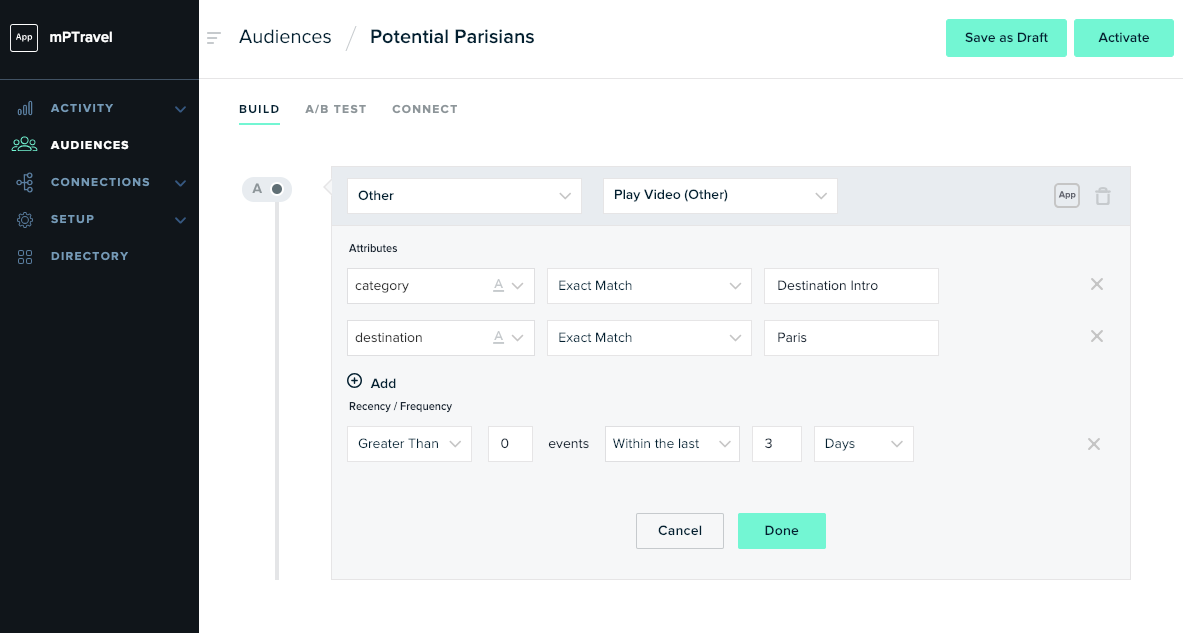 App mPTravel
Audiences / Potential Parisians
Save as Draft
Activate
ACTIVITY
AUDIENCES
CONNECTIONS
SETUP
DIRECTORY
BUILD A/B TEST CONNECT
A
Other
Play Video (Other)
App
Attributes
category A Exact Match Destination Intro
destination A Exact Match Paris
Add
Recency / Frequency
Greater Than 0 events Within the last 3 Days
Cancel Done